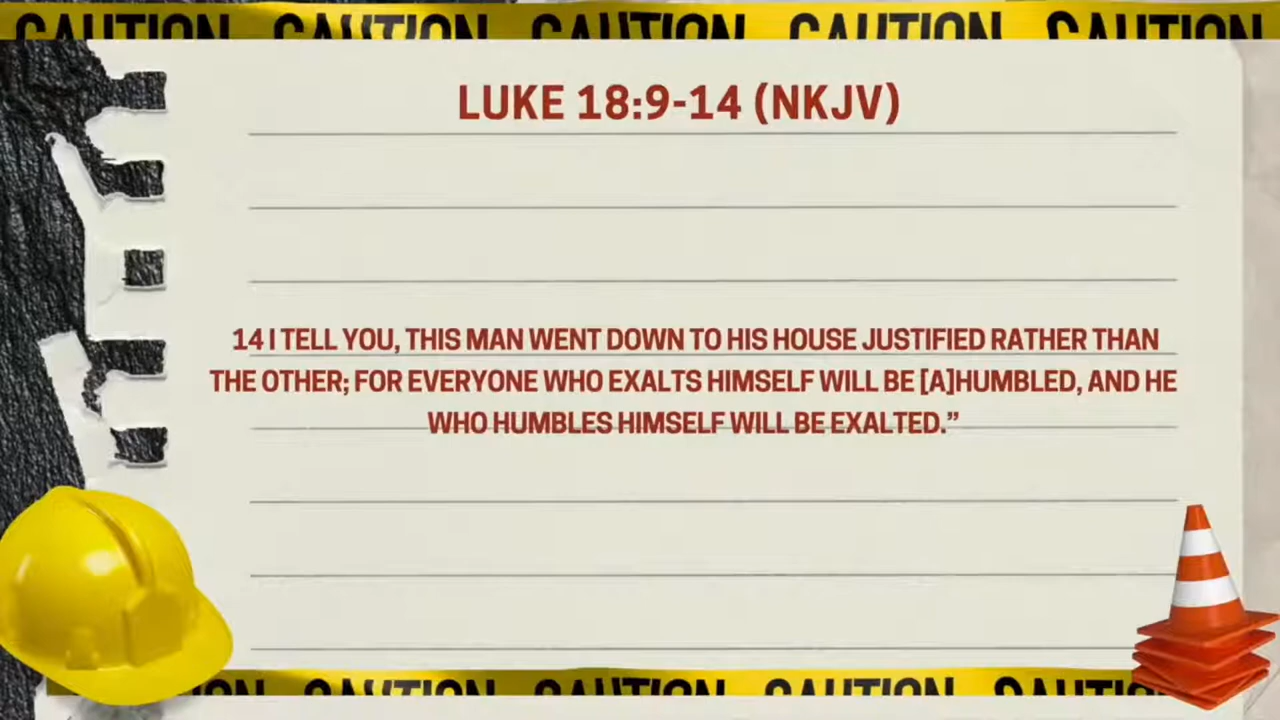 CAUTION CAUTION CAUTION CAUTION CAUTION
LUKE 18:9-14 (NKJV)
14 I TELL YOU, THIS MAN WENT DOWN TO HIS HOUSE JUSTIFIED RATHER THAN
THE OTHER; FOR EVERYONE WHO EXALTS HIMSELF WILL BE [A]HUMBLED, AND HE
WHO HUMBLES HIMSELF WILL BE EXALTED.”
CAUTION CAUTION CAUTION CAUTION